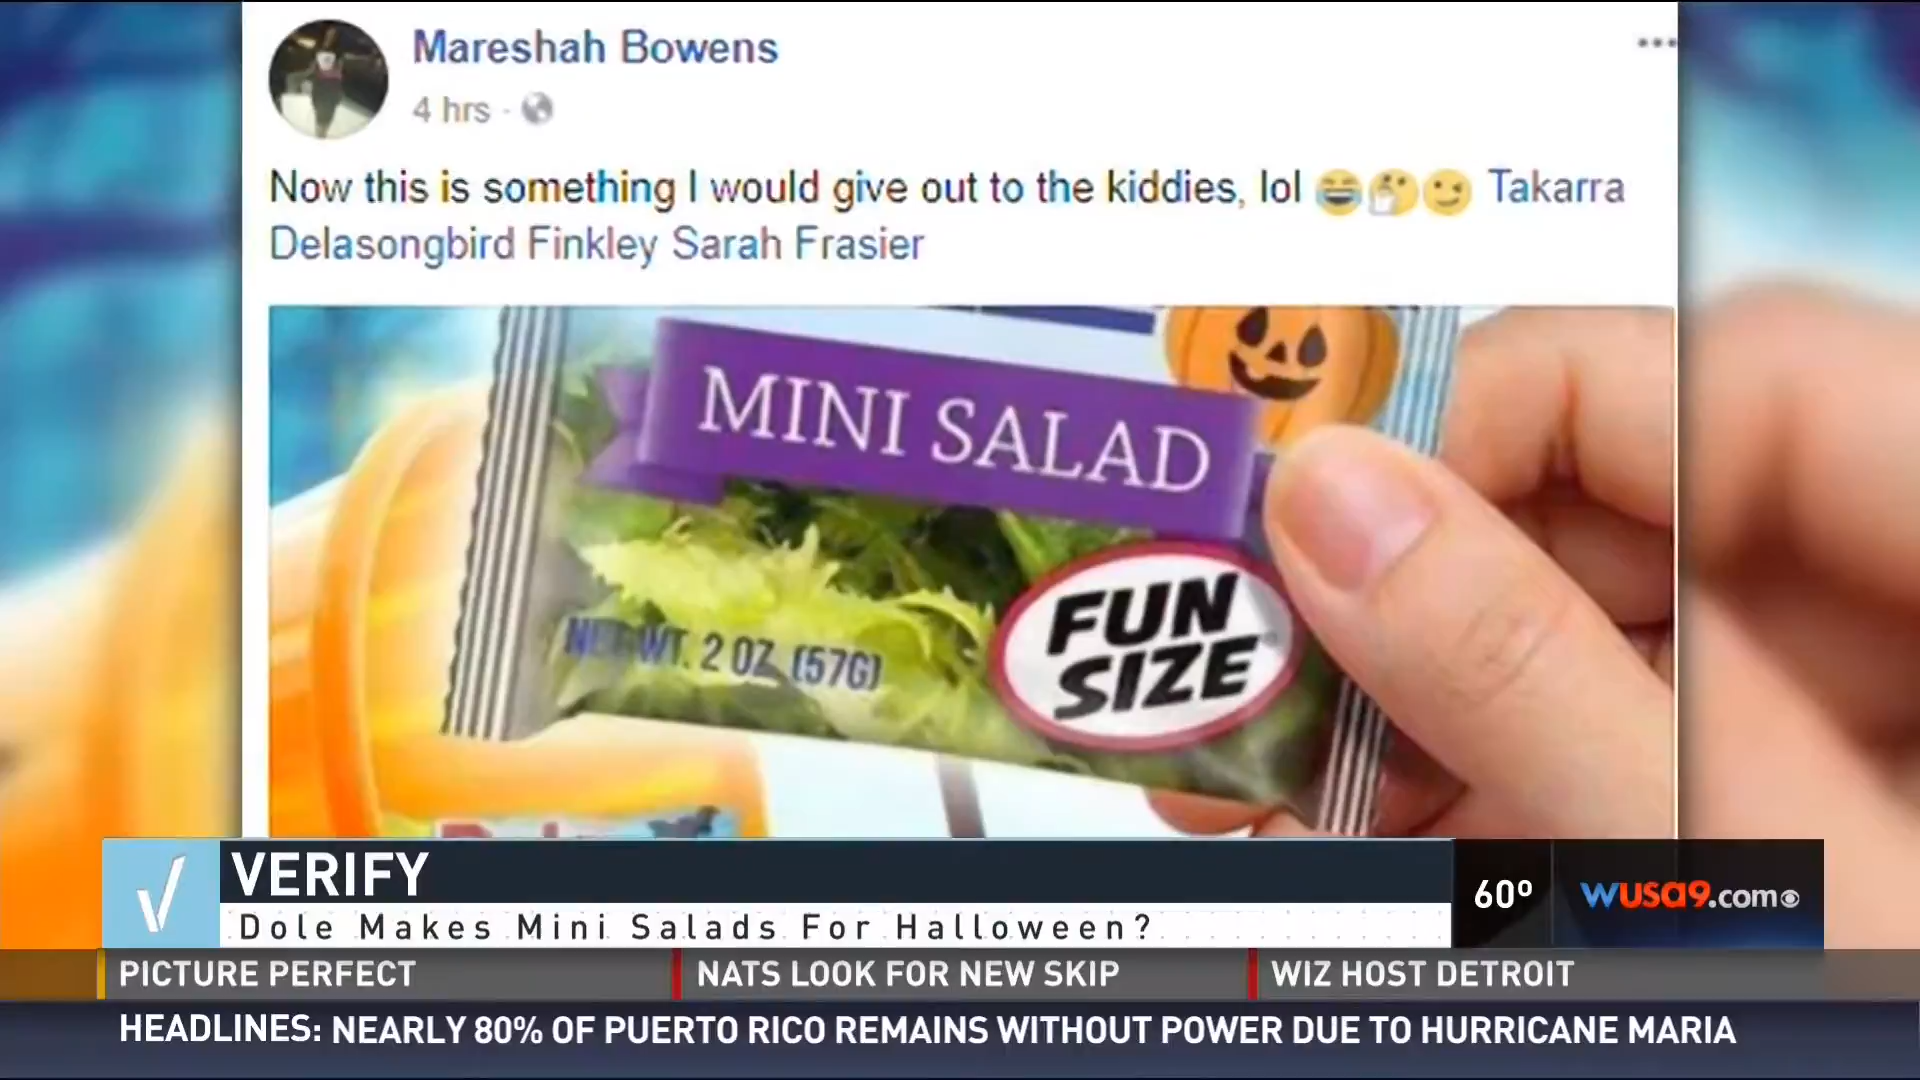 Mareshah Bowens
4 hrs
Now this is something I would give out to the kiddies, lol 😂🤔😉 Takarra
Delasongbird Finkley Sarah Frasier
MINI SALAD
FUN
SIZE
NET WT. 2 OZ. (57G)
VERIFY
Dole Makes Mini Salads For Halloween?
60°
WUSA9.com
PICTURE PERFECT
NATS LOOK FOR NEW SKIP
WIZ HOST DETROIT
HEADLINES: NEARLY 80% OF PUERTO RICO REMAINS WITHOUT POWER DUE TO HURRICANE MARIA